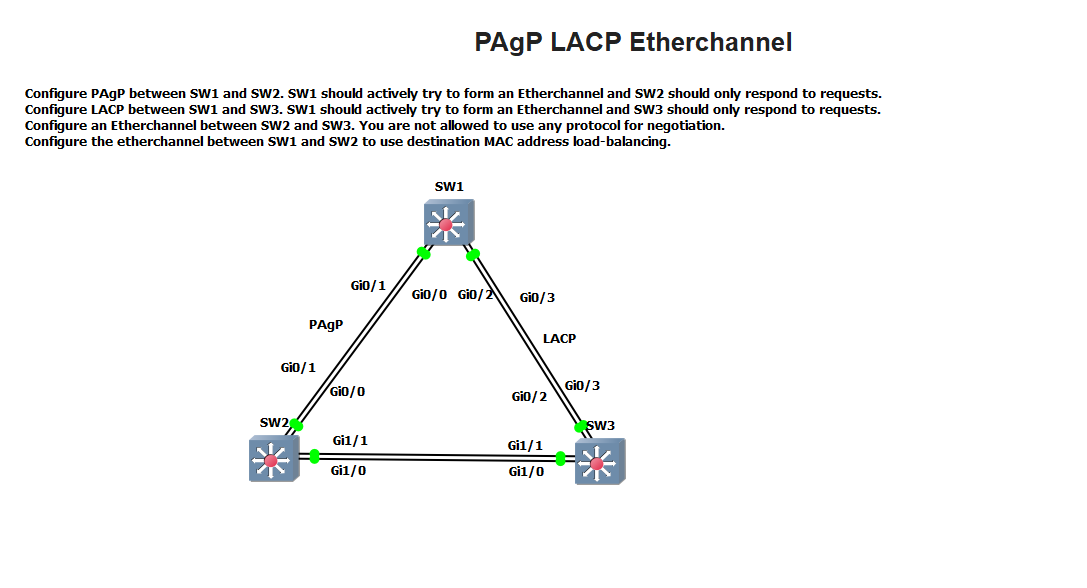 PAgP LACP Etherchannel
Configure PAgP between SW1 and SW2. SW1 should actively try to form an Etherchannel and SW2 should only respond to requests.
Configure LACP between SW1 and SW3. SW1 should actively try to form an Etherchannel and SW3 should only respond to requests.
Configure an Etherchannel between SW2 and SW3. You are not allowed to use any protocol for negotiation.
Configure the etherchannel between SW1 and SW2 to use destination MAC address load-balancing.
SW1
Gi0/1
Gi0/0 Gi0/2 Gi0/3
PAgP
LACP
Gi0/1
Gi0/0
Gi0/2 Gi0/3
SW2
SW3
Gi1/1 Gi1/1
Gi1/0 Gi1/0